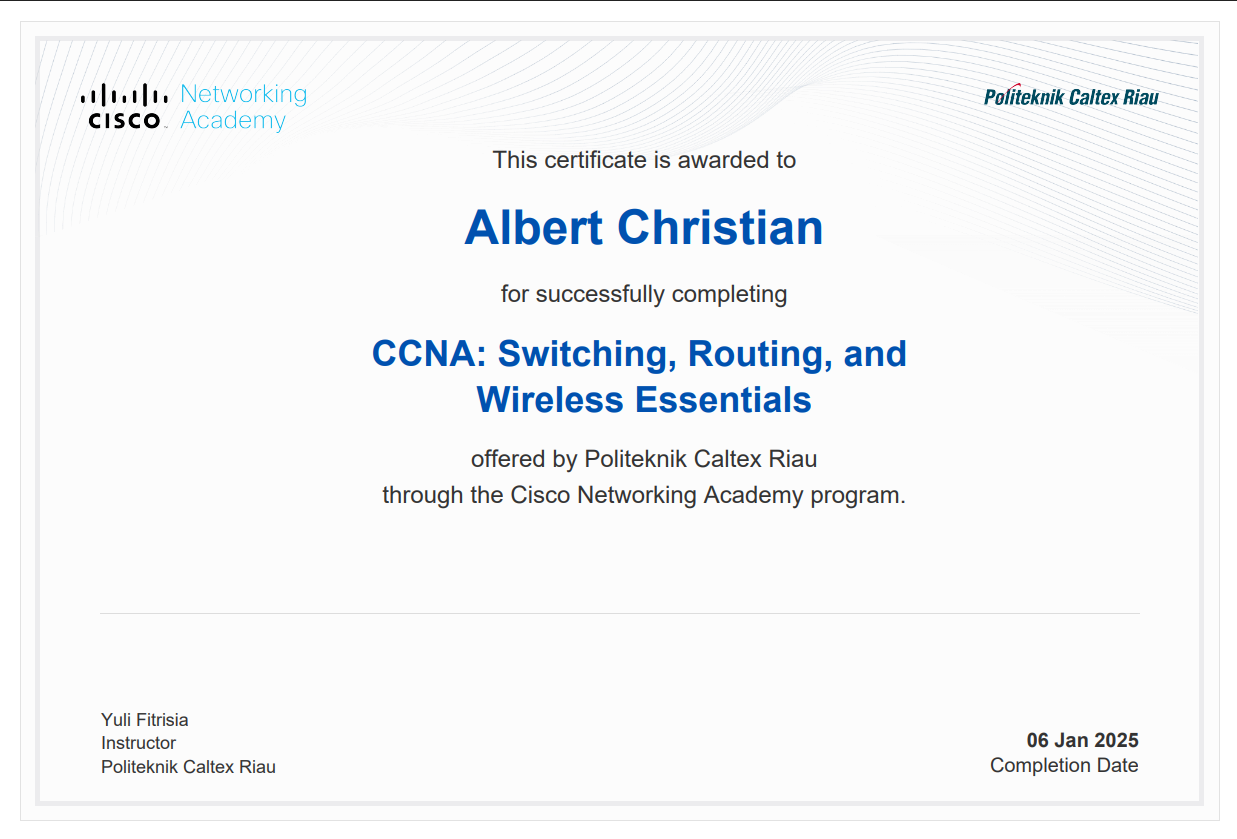 Networking
CISCO Academy
Politeknik Caltex Riau
This certificate is awarded to
Albert Christian
for successfully completing
CCNA: Switching, Routing, and
Wireless Essentials
offered by Politeknik Caltex Riau
through the Cisco Networking Academy program.
Yuli Fitrisia
Instructor
Politeknik Caltex Riau
06 Jan 2025
Completion Date